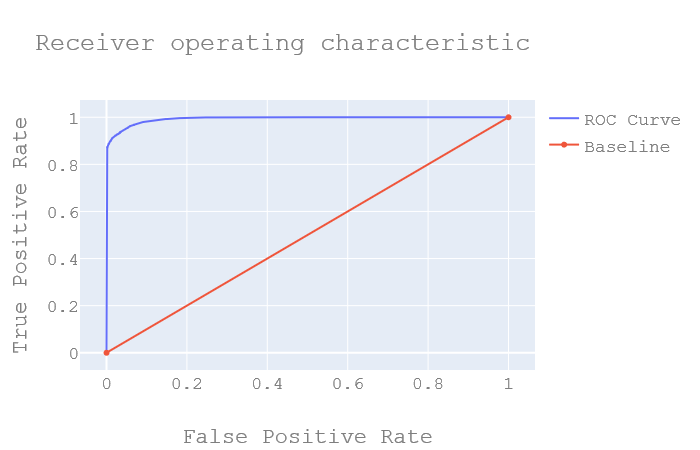 Receiver operating characteristic
True Positive Rate
1
0.8
0.6
0.4
0.2
0
0 0.2 0.4 0.6 0.8 1
False Positive Rate
ROC Curve
Baseline